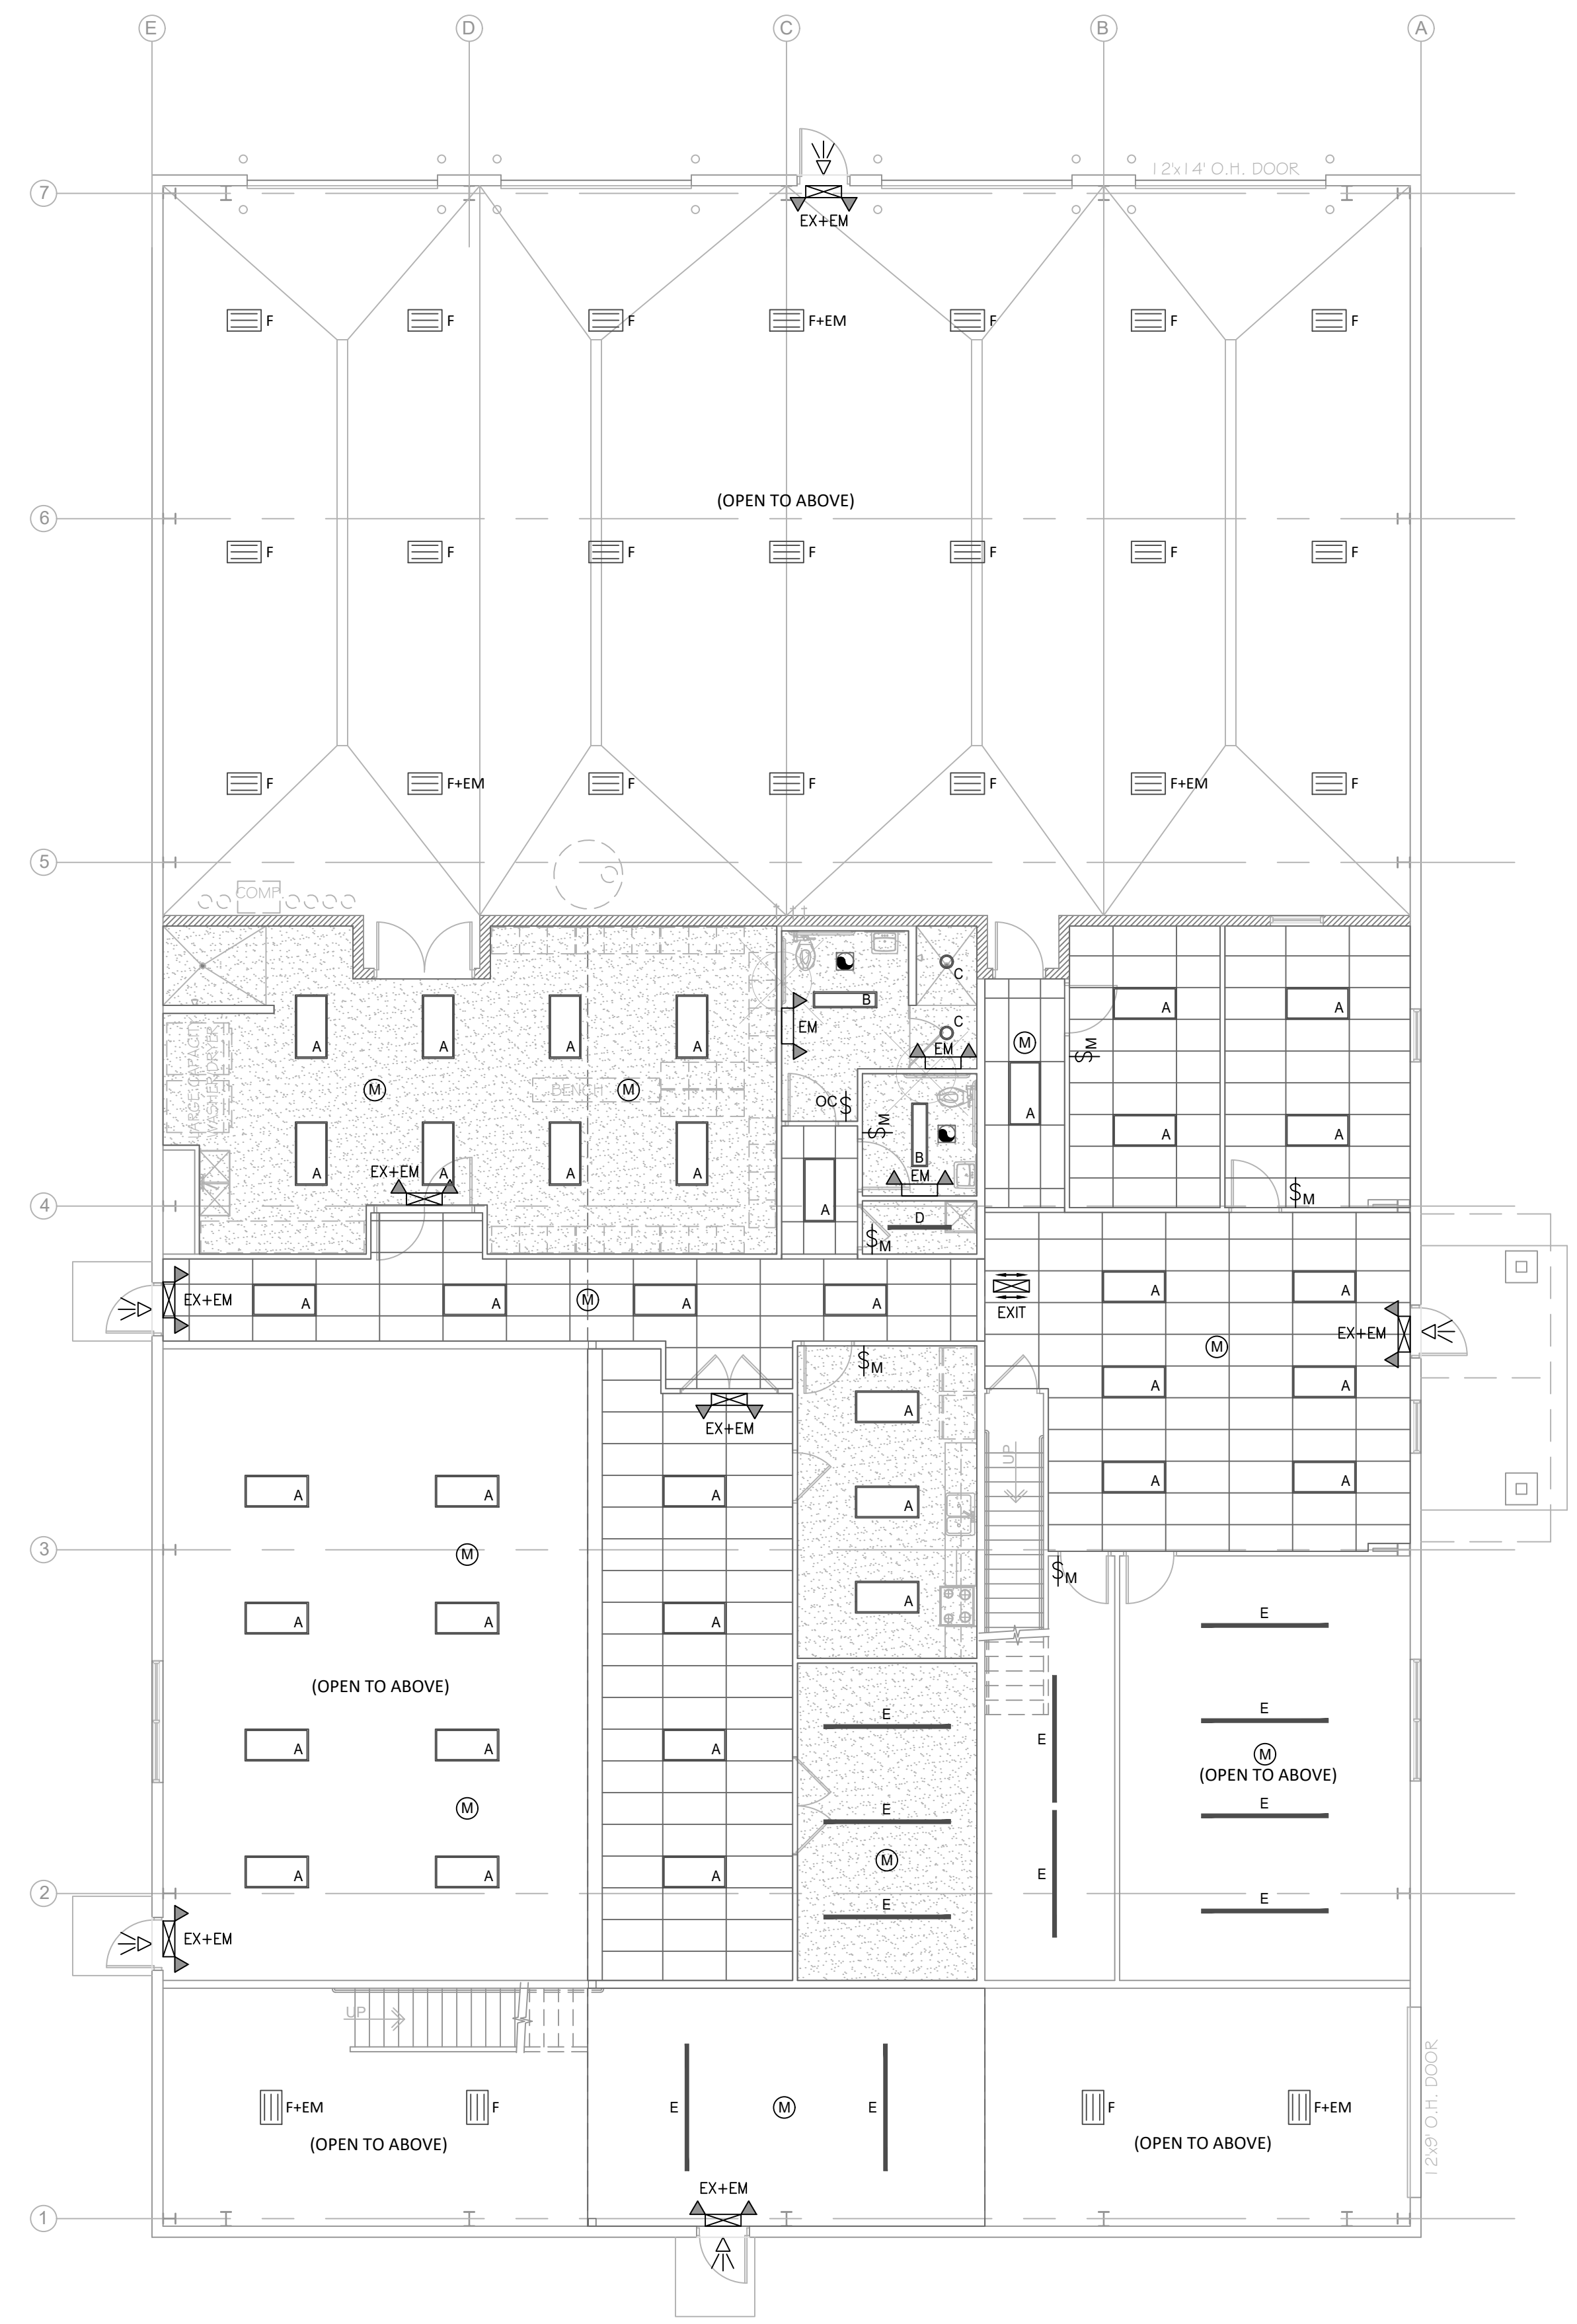 E D C B A
12'x14' O.H. DOOR
7
EX+EM
F F F F+EM F F F
(OPEN TO ABOVE)
6
F F F F F F F
F F+EM F F F F+EM F
5
COMP.
C
B
A A
EM
C
A A A A
M
EM
M
S
M
BENCH
M
A
OC S
S M
A A
B
EM
EX+EM
A A A A
S M
4
A
D
S M
EX+EM
A A M A A
EXIT
A A
EX+EM
M
S M
A A
A
EX+EM
UP
A A
A A A
A
3
M
S M
A
E
A A A
(OPEN TO ABOVE)
E
E
E
M
(OPEN TO ABOVE)
A A A
M
E
E
M
E
A A A
2
E
E
EX+EM
UP
12'x9' O.H. DOOR
F+EM F E M E F F+EM
(OPEN TO ABOVE)
(OPEN TO ABOVE)
EX+EM
1